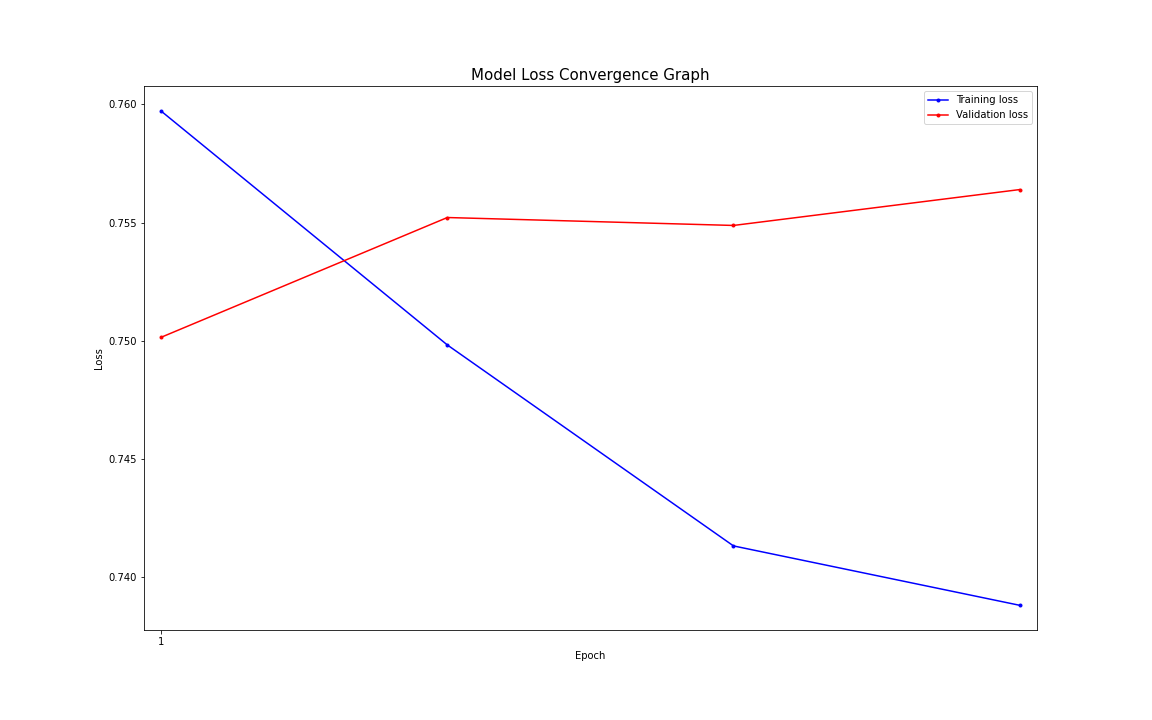 Model Loss Convergence Graph
Training loss
Validation loss
0.760
0.755
0.750
0.745
0.740
Loss
1
Epoch